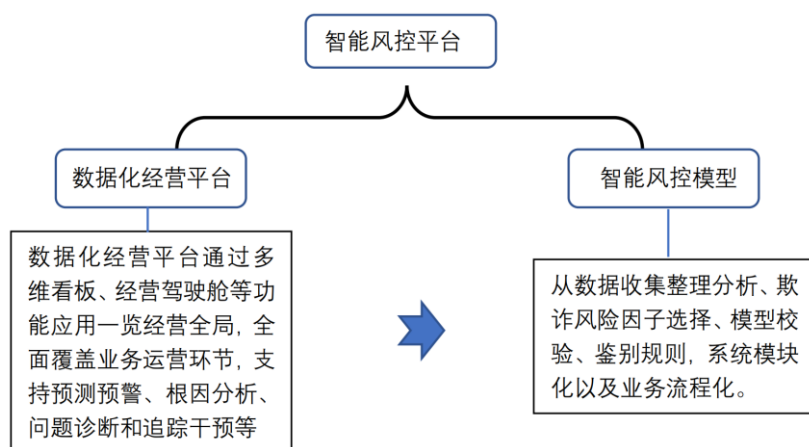 智能风控平台
数据化经营平台
智能风控模型
数据化经营平台通过多
维看板、经营驾驶舱等功
能应用一览经营全局，全
面覆盖业务运营环节，支
持预测预警、根因分析、
问题诊断和追踪干预等
从数据收集整理分析、欺
诈风险因子选择、模型校
验、鉴别规则，系统模块
化以及业务流程化。